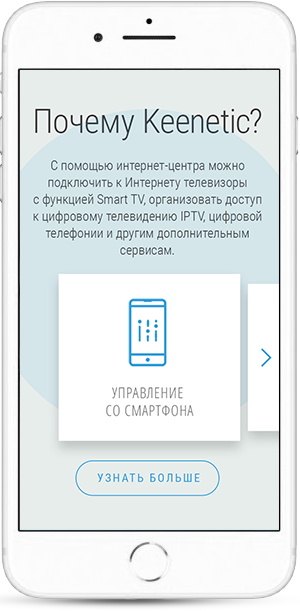 Почему Keenetic?
С помощью интернет-центра можно
подключить к Интернету телевизоры
с функцией Smart TV, организовать доступ
к цифровому телевидению IPTV, цифровой
телефонии и другим дополнительным
сервисам.
УПРАВЛЕНИЕ
СО СМАРТФОНА
УЗНАТЬ БОЛЬШЕ